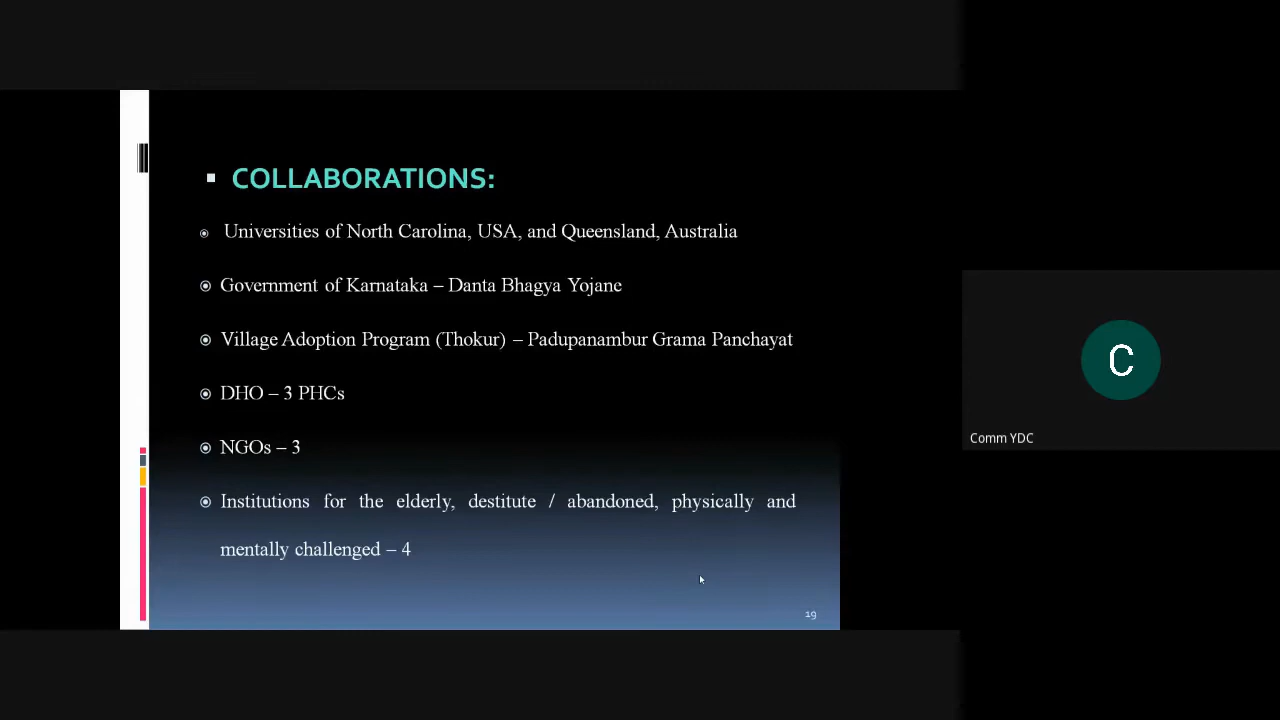 COLLABORATIONS:
Universities of North Carolina, USA, and Queensland, Australia
Government of Karnataka – Danta Bhagya Yojane
Village Adoption Program (Thokur) – Padupanambur Grama Panchayat
DHO – 3 PHCs
NGOs – 3
Institutions for the elderly, destitute / abandoned, physically and
mentally challenged – 4
19
C
Comm YDC